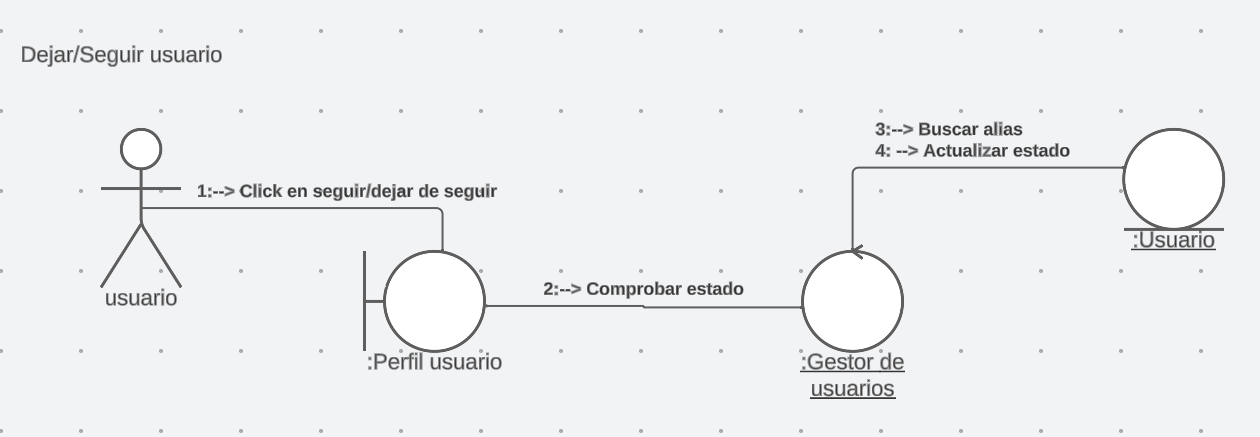 Dejar/Seguir usuario
3:--> Buscar alias
4: --> Actualizar estado
1:--> Click en seguir/dejar de seguir
:Usuario
usuario
2:--> Comprobar estado
:Perfil usuario
:Gestor de
usuarios